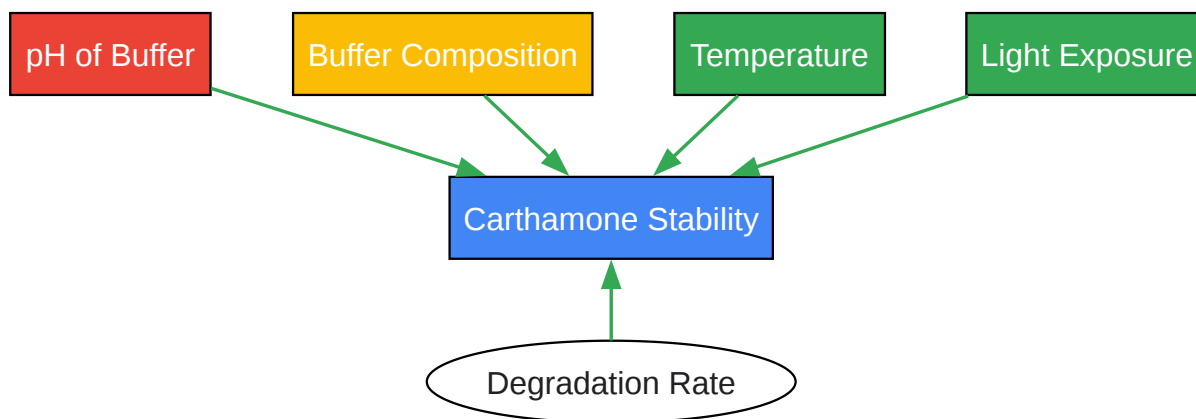 pH of Buffer
Buffer Composition
Temperature
Light Exposure
Carthamone Stability
Degradation Rate